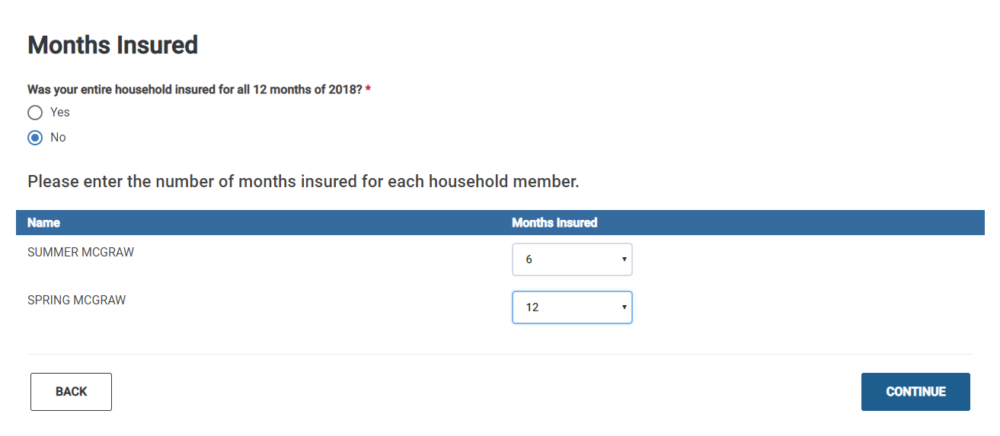 Months Insured
Was your entire household insured for all 12 months of 2018? *
Yes
No
Please enter the number of months insured for each household member.
Name Months Insured
SUMMER MCGRAW 6
SPRING MCGRAW 12
BACK CONTINUE